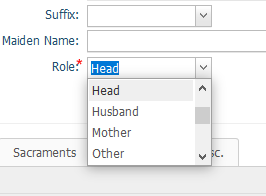 Suffix:
Maiden Name:
Role:* Head
Head
Husband
Mother
Other
Sacraments sc.